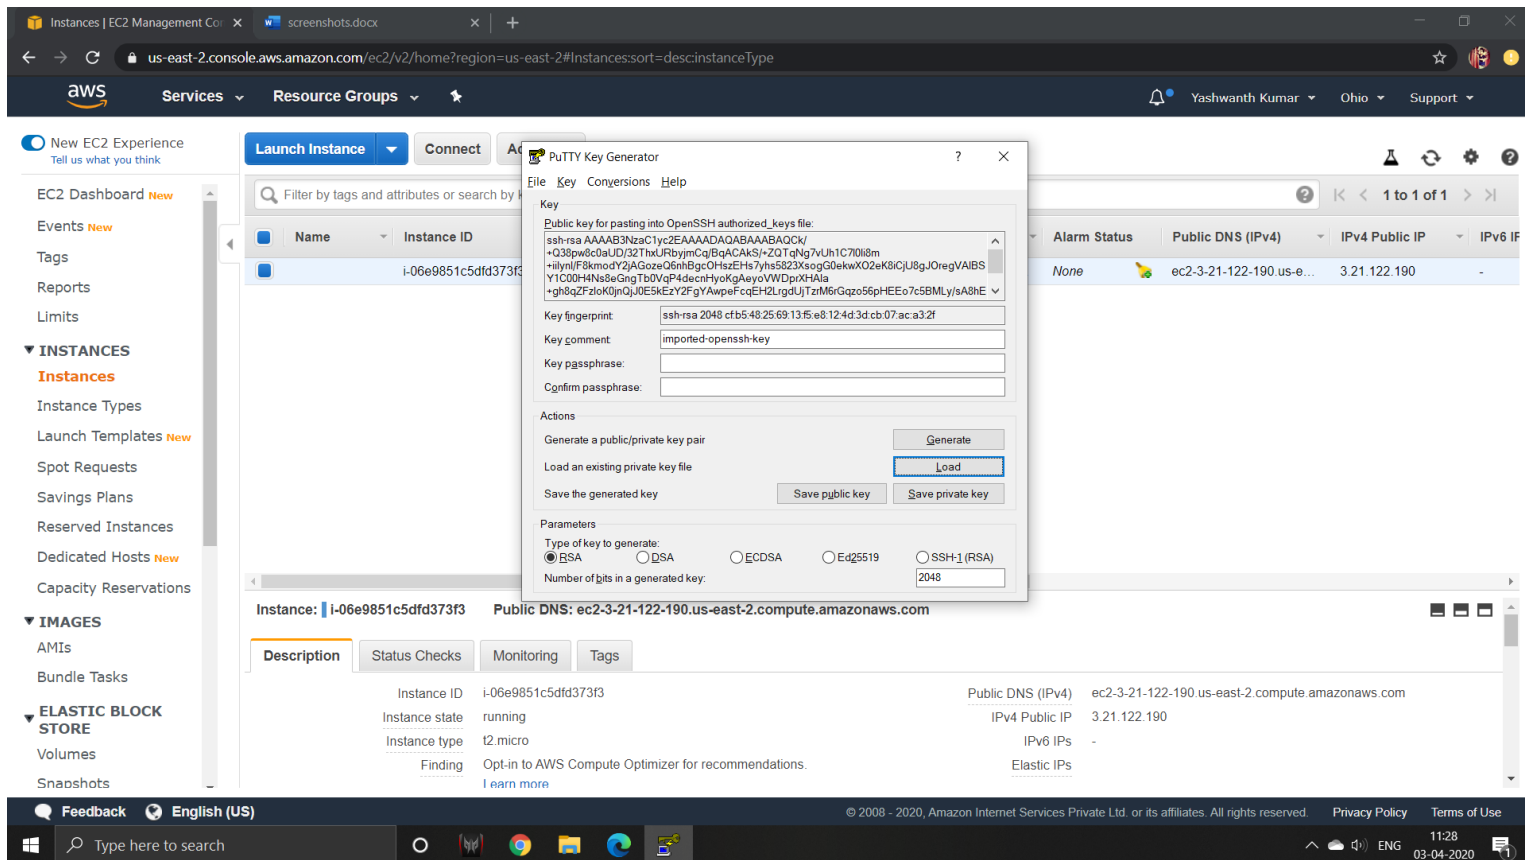 Instances | EC2 Management Con
screenshots.docx
us-east-2.console.aws.amazon.com/ec2/v2/home?region=us-east-2#Instances:sort=desc:instanceType
aws
Services
Resource Groups
Yashwanth Kumar
Ohio
Support
New EC2 Experience
Tell us what you think
EC2 Dashboard New
Events New
Tags
Reports
Limits
INSTANCES
Instances
Instance Types
Launch Templates New
Spot Requests
Savings Plans
Reserved Instances
Dedicated Hosts New
Capacity Reservations
IMAGES
AMIs
Bundle Tasks
ELASTIC BLOCK
STORE
Volumes
Snapshots
Launch Instance
Connect
Filter by tags and attributes or search by
1 to 1 of 1
Name
Instance ID
Alarm Status
Public DNS (IPv4)
IPv4 Public IP
IPv6 IF
i-06e9851c5dfd373f3
None
ec2-3-21-122-190.us-e...
3.21.122.190
-
PuTTY Key Generator
?
File Key Conversions Help
Key
Public key for pasting into OpenSSH authorized_keys file:
Key fingerprint:
ssh-rsa 2048 cf:b5:48:25:69:13:f5:e8:12:4d:3d:cb:07:ac:a3:2f
Key comment:
imported-openssh-key
Key passphrase:
Confirm passphrase:
Actions
Generate a public/private key pair
Generate
Load an existing private key file
Load
Save the generated key
Save public key
Save private key
Parameters
Type of key to generate:
RSA
DSA
ECDSA
Ed25519
SSH-1 (RSA)
Number of bits in a generated key:
2048
Instance: i-06e9851c5dfd373f3 Public DNS: ec2-3-21-122-190.us-east-2.compute.amazonaws.com
Description
Status Checks
Monitoring
Tags
Instance ID i-06e9851c5dfd373f3
Public DNS (IPv4) ec2-3-21-122-190.us-east-2.compute.amazonaws.com
Instance state running
IPv4 Public IP 3.21.122.190
Instance type t2.micro
IPv6 IPs -
Finding Opt-in to AWS Compute Optimizer for recommendations.
Elastic IPs
Learn more
Feedback
English (US)
© 2008 - 2020, Amazon Internet Services Private Ltd. or its affiliates. All rights reserved.
Privacy Policy
Terms of Use
Type here to search
ENG
11:28
03-04-2020
1